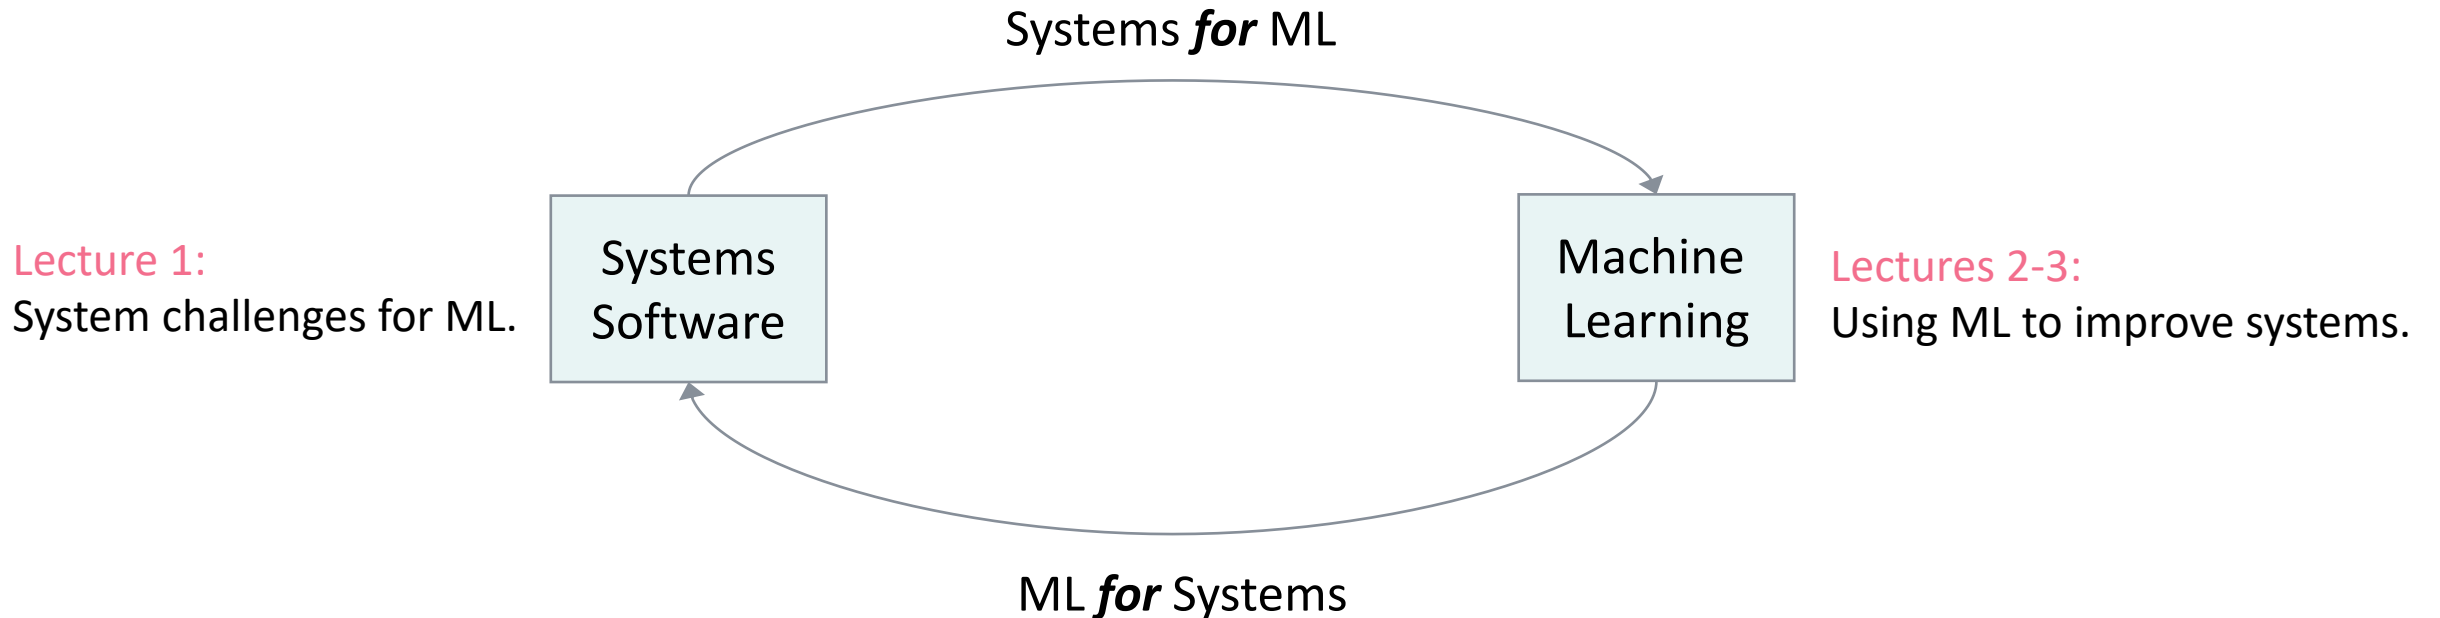 Systems for ML
Lecture 1:
System challenges for ML.
Systems
Software
Machine
Learning
Lectures 2-3:
Using ML to improve systems.
ML for Systems